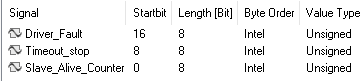 Signal Startbit Length [Bit] Byte Order Value Type
Driver_Fault 16 8 Intel Unsigned
Timeout_stop 8 8 Intel Unsigned
Slave_Alive_Counter 0 8 Intel Unsigned